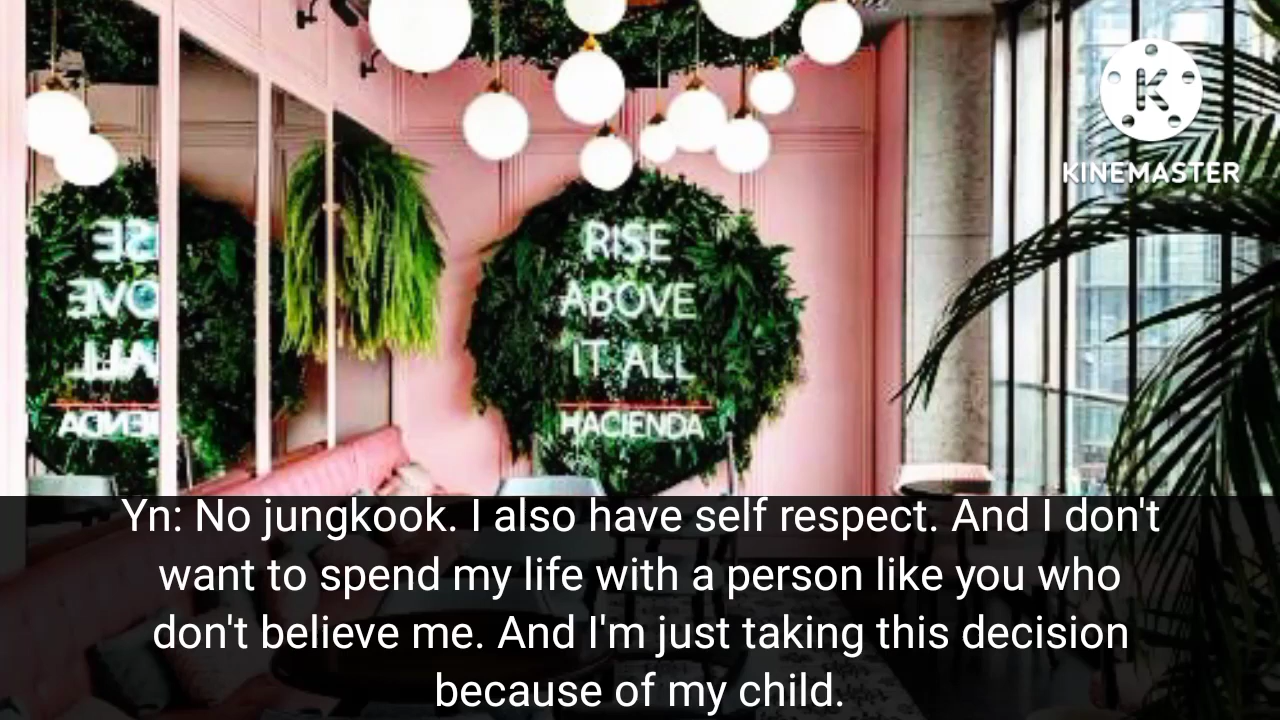 RISE
ABOVE
IT ALL
HACIENDA
K
KINEMASTER
Yn: No jungkook. I also have self respect. And I don't
want to spend my life with a person like you who
don't believe me. And I'm just taking this decision
because of my child.